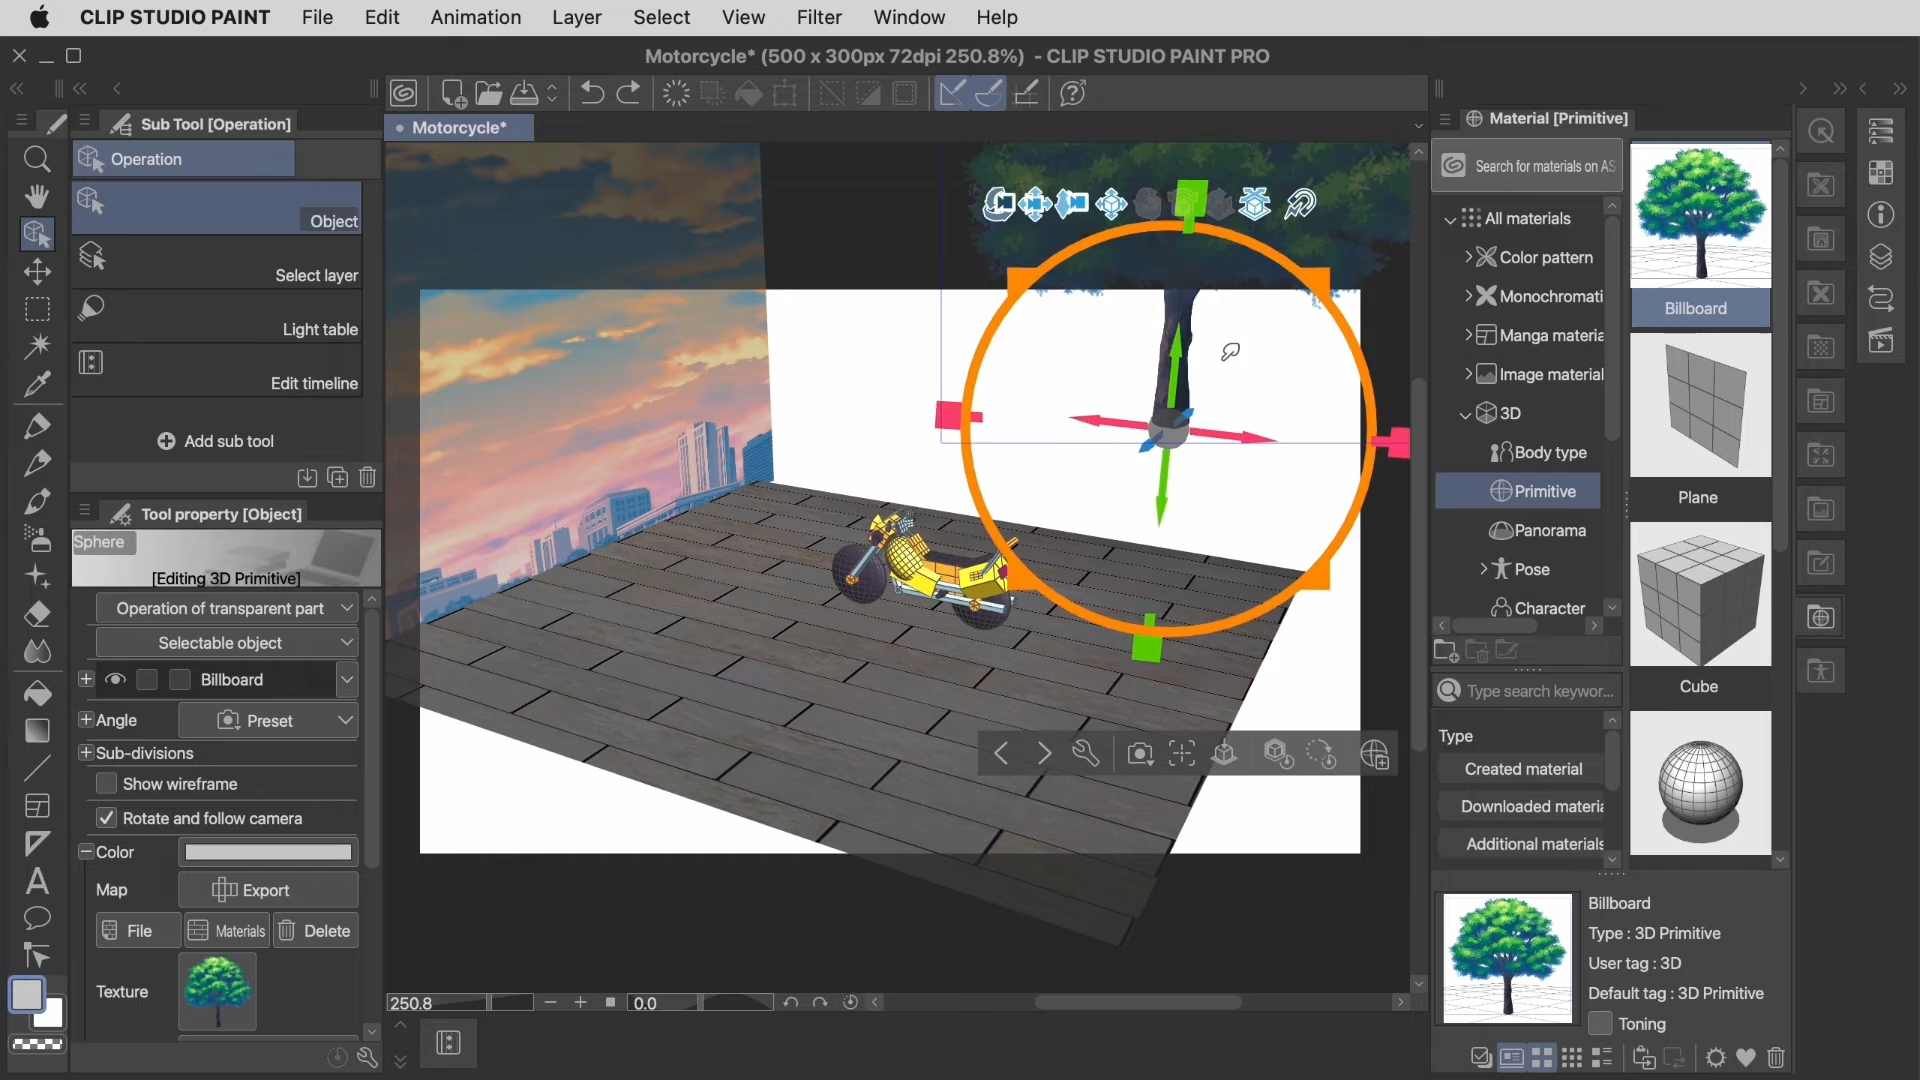 CLIP STUDIO PAINT File Edit Animation Layer Select View Filter Window Help
Motorcycle* (500 x 300px 72dpi 250.8%) - CLIP STUDIO PAINT PRO
Sub Tool [Operation]
Operation
Object
Select layer
Light table
Edit timeline
Add sub tool
Tool property [Object]
Sphere
[Editing 3D Primitive]
Operation of transparent part
Selectable object
Billboard
Angle Preset
Sub-divisions
Show wireframe
Rotate and follow camera
Color
Map Export
File Materials Delete
Texture
Motorcycle*
250.8 0.0
Material [Primitive]
Search for materials on AS
All materials
Color pattern
Monochromati
Manga materia
Image material
3D
Body type
Primitive
Panorama
Pose
Character
Type search keywor...
Type
Created material
Downloaded materia
Additional materials
Billboard
Plane
Cube
Billboard
Type : 3D Primitive
User tag : 3D
Default tag : 3D Primitive
Toning